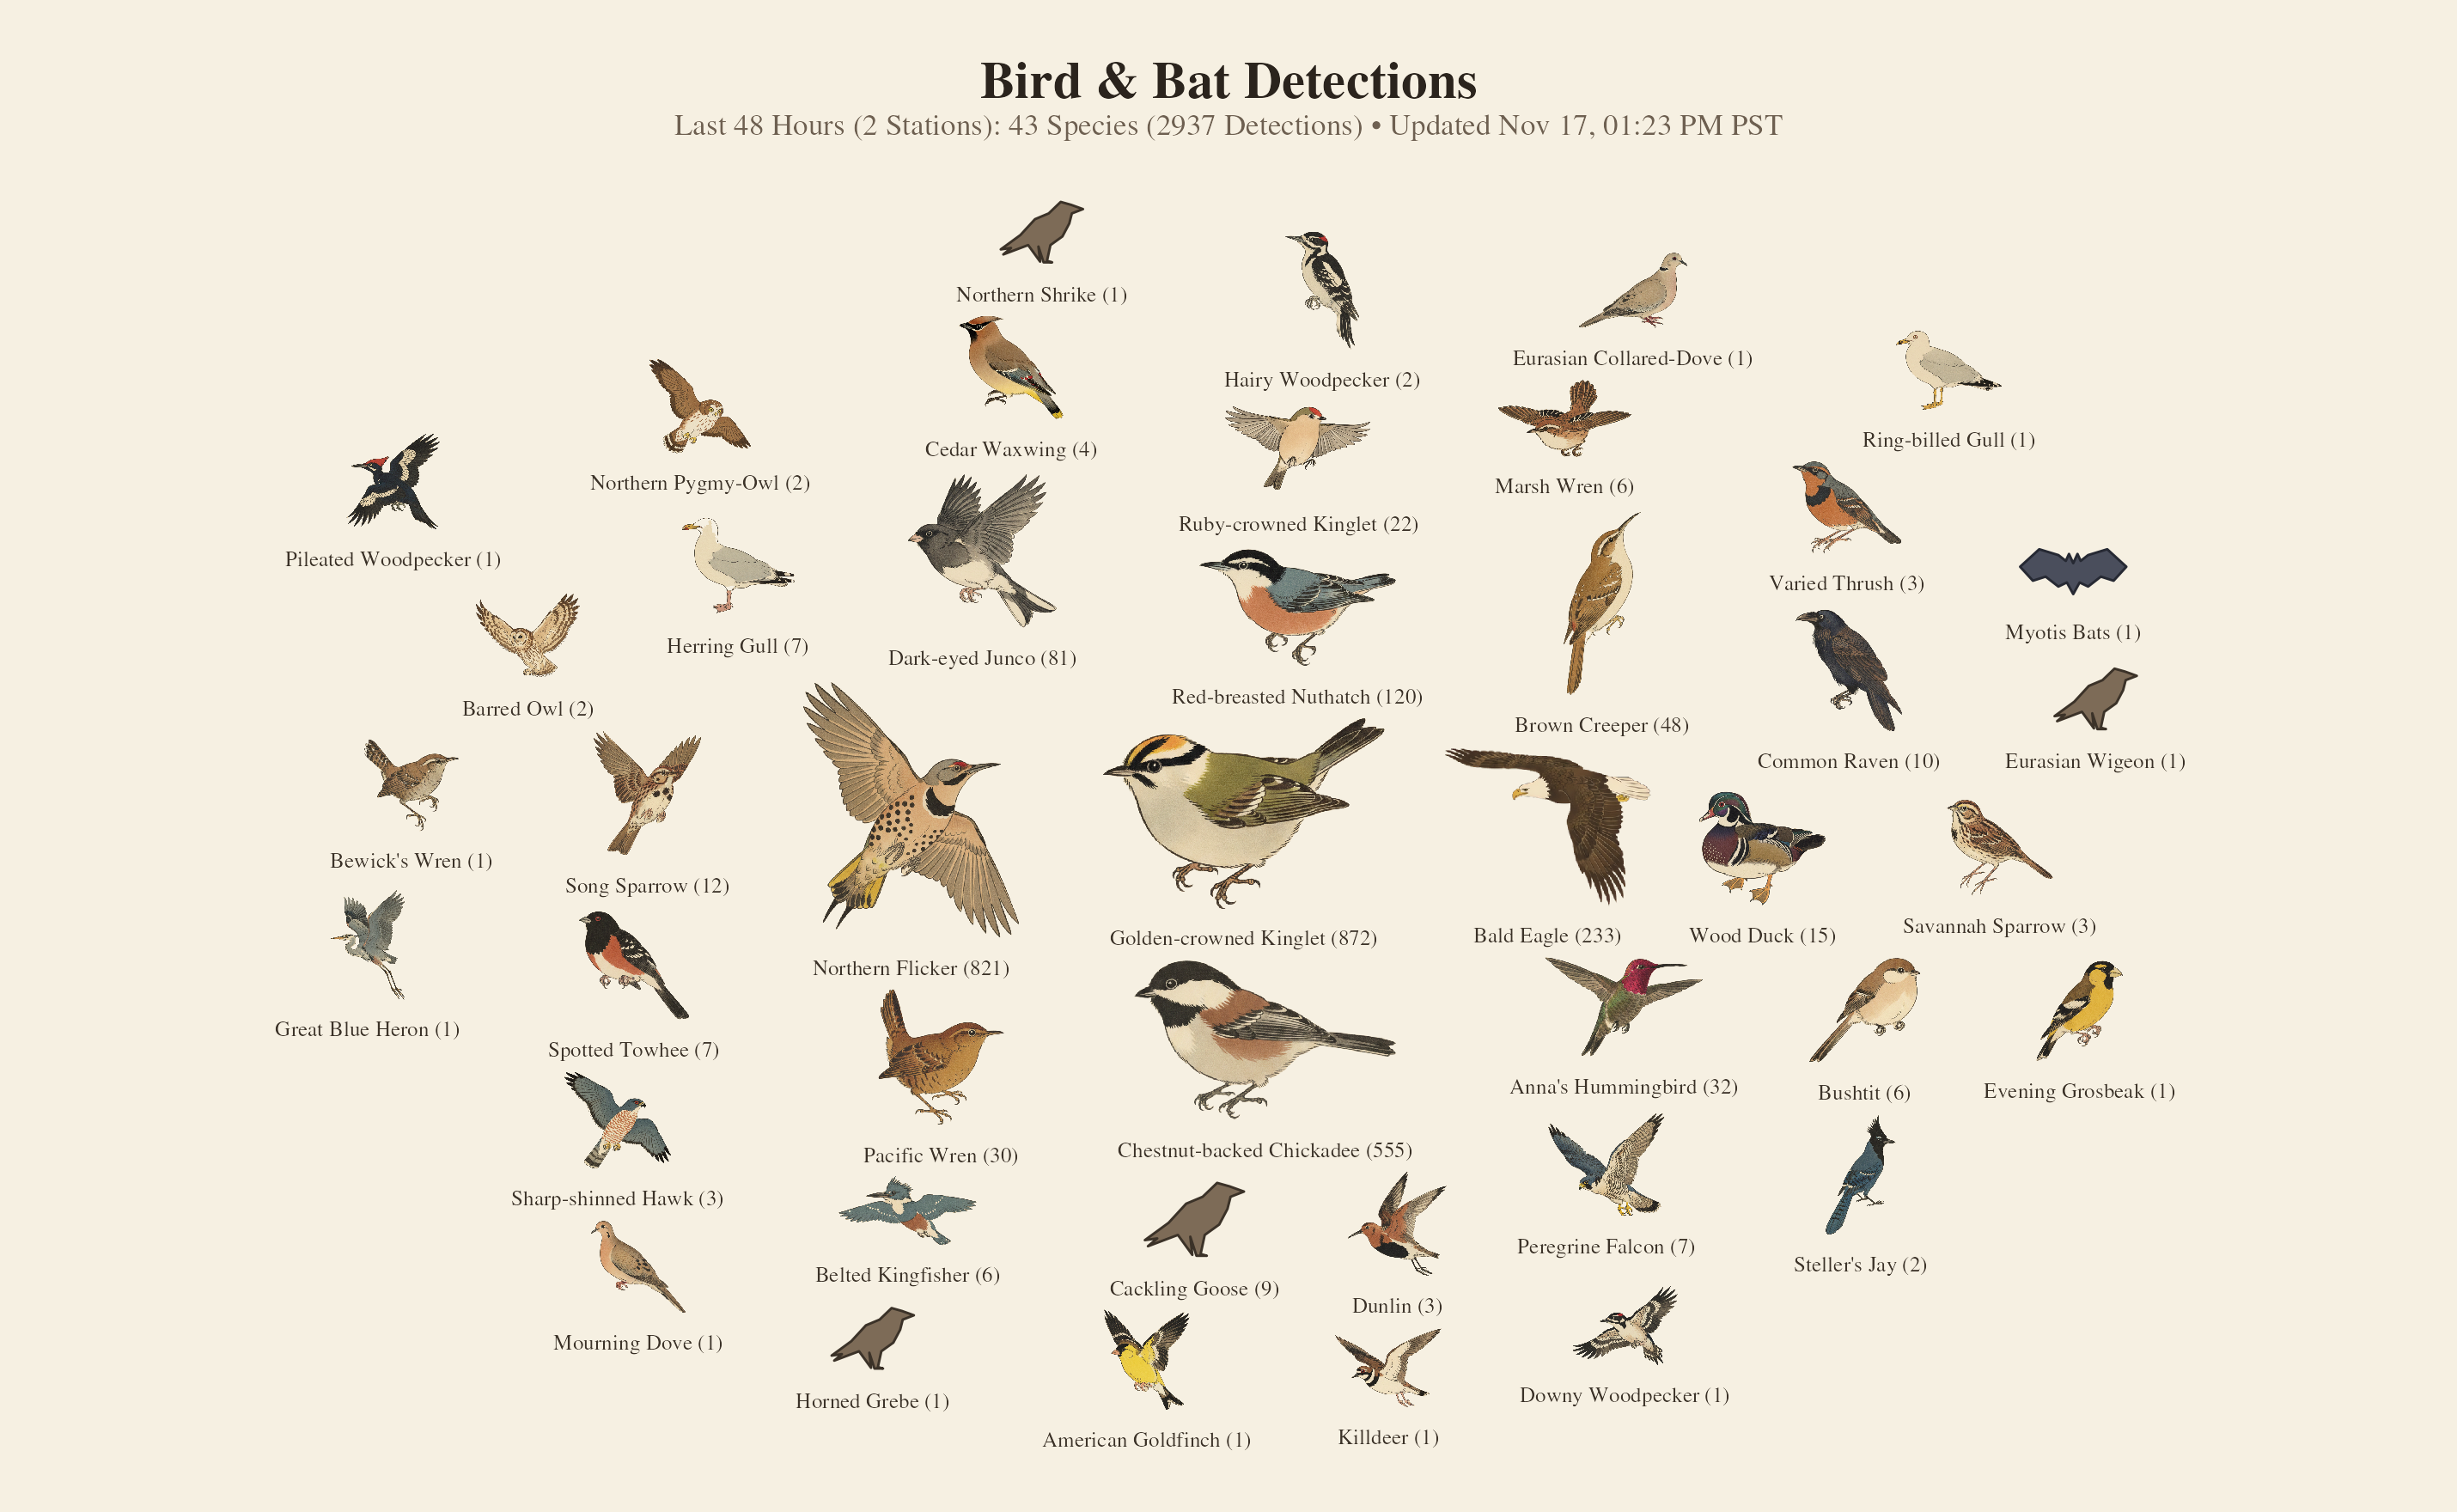 Bird & Bat Detections
Last 48 Hours (2 Stations): 43 Species (2937 Detections) • Updated Nov 17, 01:23 PM PST
Northern Shrike (1)
Eurasian Collared-Dove (1)
Hairy Woodpecker (2)
Ring-billed Gull (1)
Cedar Waxwing (4)
Northern Pygmy-Owl (2)
Marsh Wren (6)
Ruby-crowned Kinglet (22)
Pileated Woodpecker (1)
Varied Thrush (3)
Myotis Bats (1)
Herring Gull (7)
Dark-eyed Junco (81)
Red-breasted Nuthatch (120)
Barred Owl (2)
Brown Creeper (48)
Common Raven (10)
Eurasian Wigeon (1)
Bewick's Wren (1)
Song Sparrow (12)
Savannah Sparrow (3)
Bald Eagle (233)
Wood Duck (15)
Golden-crowned Kinglet (872)
Northern Flicker (821)
Great Blue Heron (1)
Spotted Towhee (7)
Anna's Hummingbird (32)
Evening Grosbeak (1)
Bushtit (6)
Chestnut-backed Chickadee (555)
Pacific Wren (30)
Sharp-shinned Hawk (3)
Peregrine Falcon (7)
Steller's Jay (2)
Belted Kingfisher (6)
Cackling Goose (9)
Dunlin (3)
Mourning Dove (1)
Downy Woodpecker (1)
Horned Grebe (1)
Killdeer (1)
American Goldfinch (1)